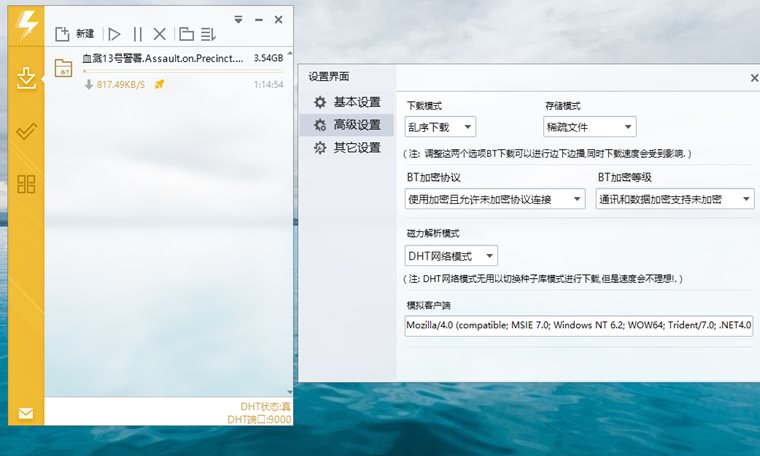 新建
血溅13号警署.Assault.on.Precinct....
3.54GB
BT
817.49KB/S
1:14:54
DHT状态:真
DHT端口:9000
设置界面
基本设置
高级设置
其它设置
下载模式
存储模式
乱序下载
稀疏文件
( 注: 调整这两个选项BT下载可以进行边下边播,同时下载速度会受到影响. )
BT加密协议
BT加密等级
使用加密且允许未加密协议连接
通讯和数据加密支持未加密
磁力解析模式
DHT网络模式
( 注: DHT网络模式无用以切换种子库模式进行下载,但是速度会不理想!. )
模拟客户端
Mozilla/4.0 (compatible; MSIE 7.0; Windows NT 6.2; WOW64; Trident/7.0; .NET4.0